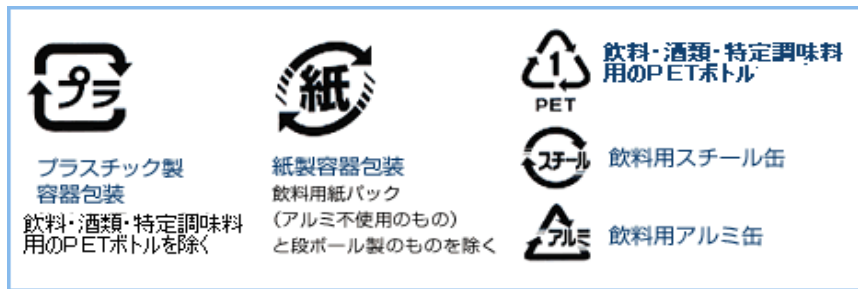 プラ
プラスチック製
容器包装
飲料・酒類・特定調味料
用のPETボトルを除く
紙
紙製容器包装
飲料用紙パック
（アルミ不使用のもの）
と段ボール製のものを除く
1
PET
飲料・酒類・特定調味料
用のPETボトル
スチール
飲料用スチール缶
アルミ
飲料用アルミ缶